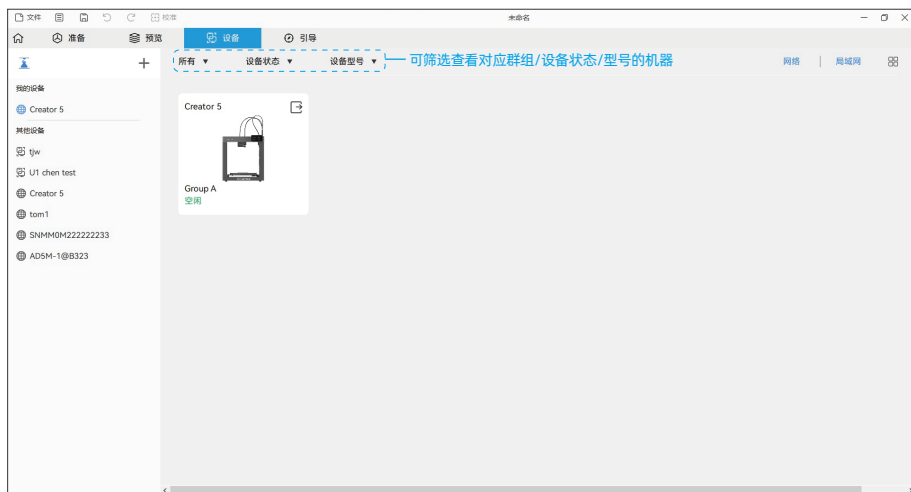 文件 校准 未命名
准备 预览 设备 引导
所有 ▼ 设备状态 ▼ 设备型号 ▼ 可筛选查看对应群组/设备状态/型号的机器 网络 | 局域网
我的设备
Creator 5
其他设备
tjw
U1 chen test
Creator 5
tom1
SNMM0M222222233
AD5M-1@B323
Creator 5
Group A
空闲